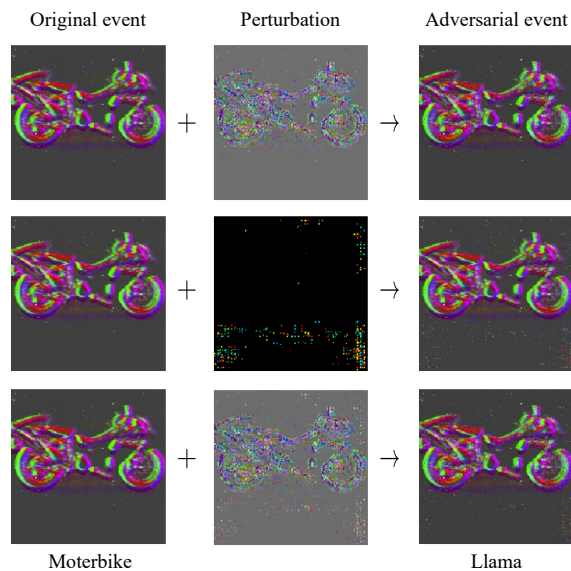 Original event Perturbation Adversarial event
+ →
+ →
+ →
Moterbike Llama